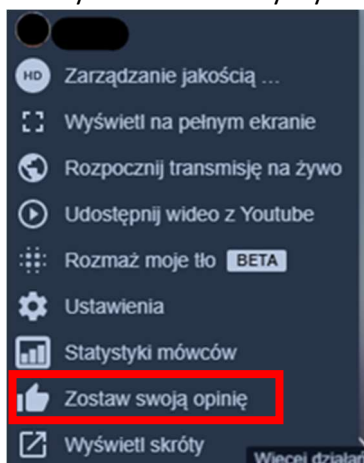 HD Zarządzanie jakością ...
Wyświetl na pełnym ekranie
Rozpocznij transmisję na żywo
Udostępnij wideo z Youtube
Rozmaż moje tło BETA
Ustawienia
Statystyki mówców
Zostaw swoją opinię
Wyświetl skróty
Więcej działań